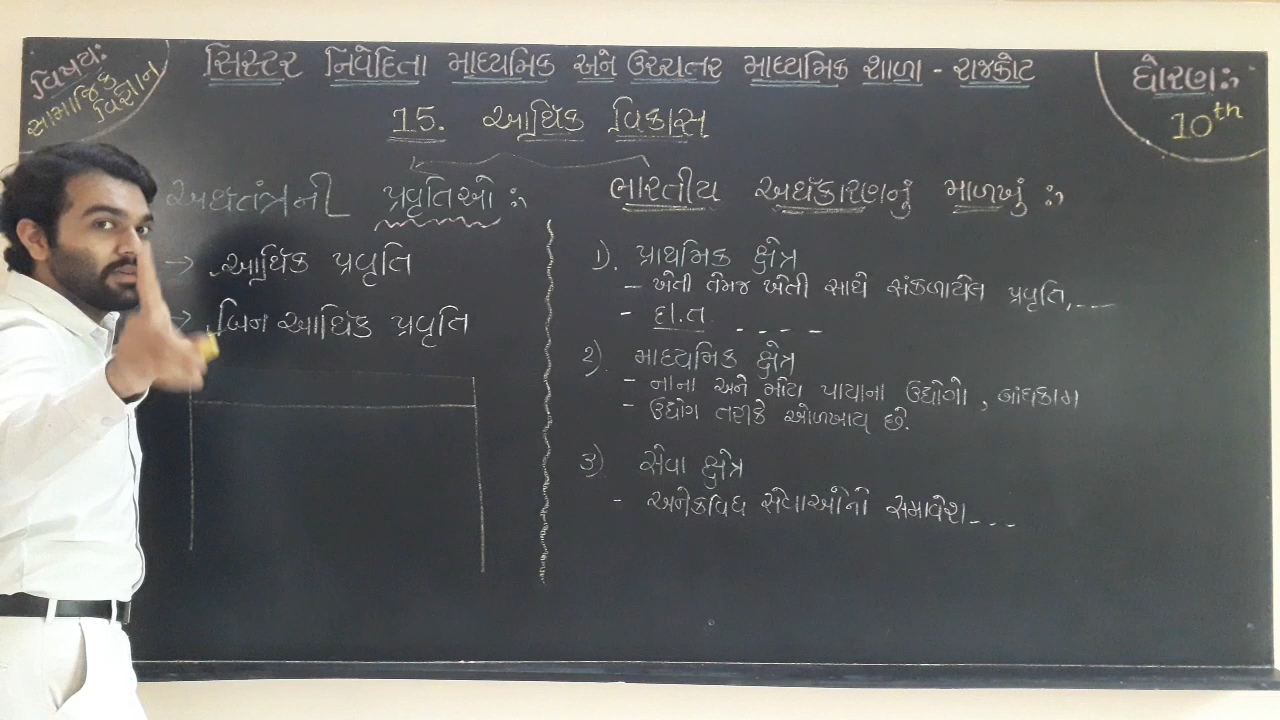 વિષય:
સામાજિક
વિજ્ઞાન
સિસ્ટર નિવેદિતા માધ્યમિક અને ઉચ્ચતર માધ્યમિક શાળા - રાજકોટ
ધોરણ:
10th
15. આર્થિક વિકાસ
અર્થતંત્રની પ્રવૃતિઓ :
→ આર્થિક પ્રવૃતિ
→ બિન આર્થિક પ્રવૃતિ
ભારતીય અર્થકારણનું માળખું :
1). પ્રાથમિક ક્ષેત્ર
- ખેતી તેમજ ખેતી સાથે સંકળાયેલ પ્રવૃતિ,---
- દા.ત. ----
૨). માધ્યમિક ક્ષેત્ર
- નાના અને મોટા પાયાના ઉદ્યોગો, બાંધકામ
- ઉદ્યોગ તરીકે ઓળખાય છે.
૩) સેવા ક્ષેત્ર
- અનેકવિધ સેવાઓનો સમાવેશ---